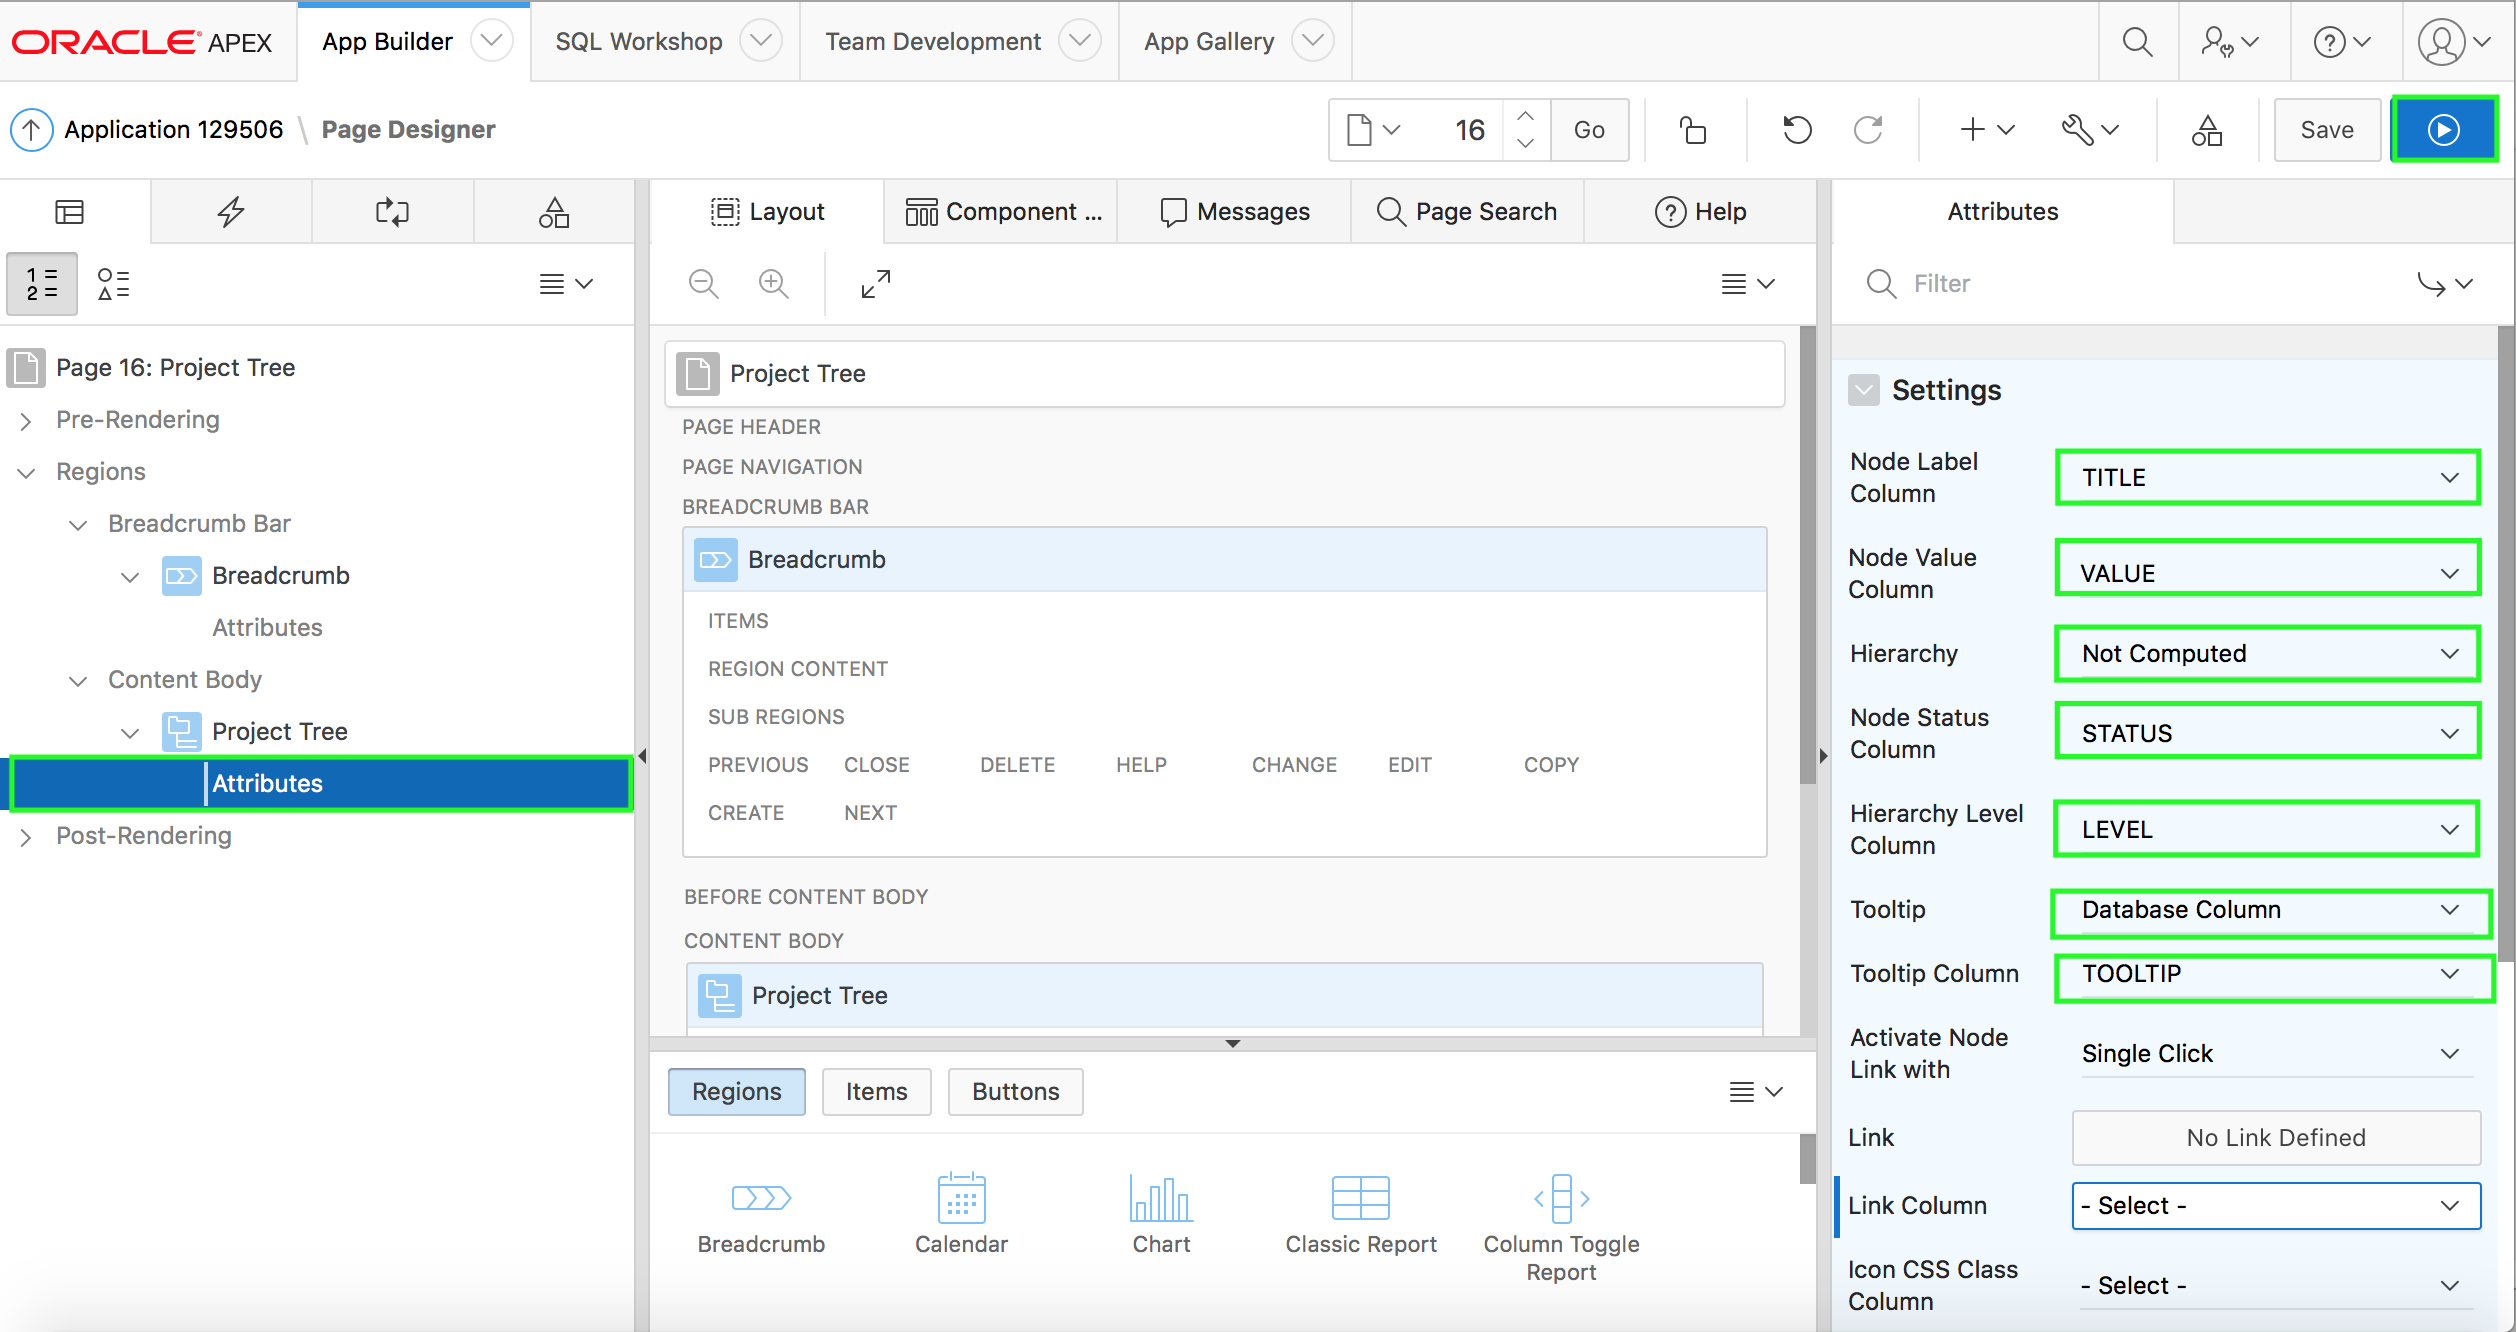 ORACLE APEX
App Builder
SQL Workshop
Team Development
App Gallery
Application 129506 \ Page Designer
16
Go
Save
Layout
Component ...
Messages
Page Search
Help
Attributes
Filter
Page 16: Project Tree
Pre-Rendering
Regions
Breadcrumb Bar
Breadcrumb
Attributes
Content Body
Project Tree
Attributes
Post-Rendering
Project Tree
PAGE HEADER
PAGE NAVIGATION
BREADCRUMB BAR
Breadcrumb
ITEMS
REGION CONTENT
SUB REGIONS
PREVIOUS CLOSE DELETE HELP CHANGE EDIT COPY
CREATE NEXT
BEFORE CONTENT BODY
CONTENT BODY
Project Tree
Regions
Items
Buttons
Breadcrumb
Calendar
Chart
Classic Report
Column Toggle
Report
Settings
Node Label
Column
TITLE
Node Value
Column
VALUE
Hierarchy
Not Computed
Node Status
Column
STATUS
Hierarchy Level
Column
LEVEL
Tooltip
Database Column
Tooltip Column
TOOLTIP
Activate Node
Link with
Single Click
Link
No Link Defined
Link Column
- Select -
Icon CSS Class
Column
- Select -